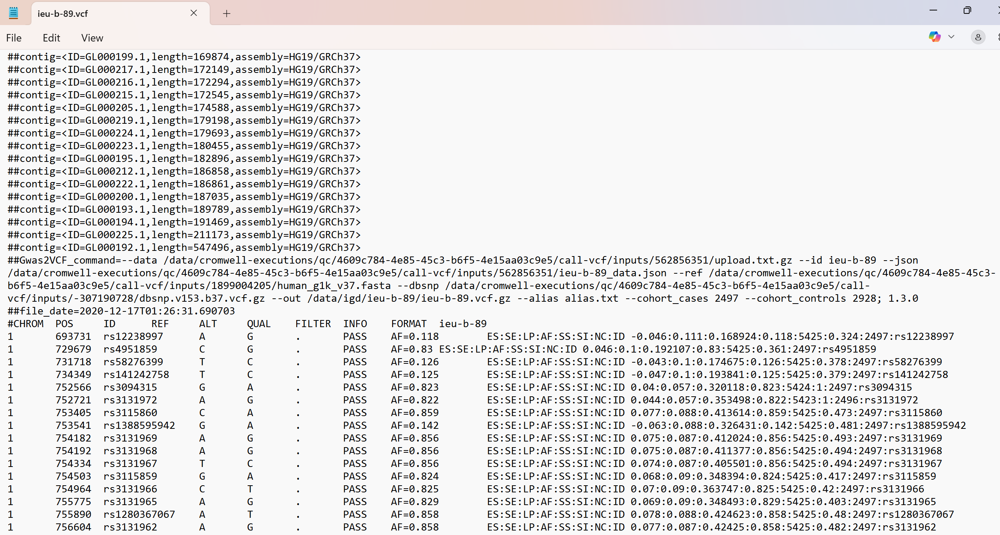 ieu-b-89.vcf
File Edit View
##contig=<ID=GL000199.1,length=169874,assembly=HG19/GRCh37>
##contig=<ID=GL000217.1,length=172149,assembly=HG19/GRCh37>
##contig=<ID=GL000216.1,length=172294,assembly=HG19/GRCh37>
##contig=<ID=GL000215.1,length=172545,assembly=HG19/GRCh37>
##contig=<ID=GL000205.1,length=174588,assembly=HG19/GRCh37>
##contig=<ID=GL000219.1,length=179198,assembly=HG19/GRCh37>
##contig=<ID=GL000224.1,length=179693,assembly=HG19/GRCh37>
##contig=<ID=GL000223.1,length=180455,assembly=HG19/GRCh37>
##contig=<ID=GL000195.1,length=182896,assembly=HG19/GRCh37>
##contig=<ID=GL000212.1,length=186858,assembly=HG19/GRCh37>
##contig=<ID=GL000222.1,length=186861,assembly=HG19/GRCh37>
##contig=<ID=GL000200.1,length=187035,assembly=HG19/GRCh37>
##contig=<ID=GL000193.1,length=189789,assembly=HG19/GRCh37>
##contig=<ID=GL000194.1,length=191469,assembly=HG19/GRCh37>
##contig=<ID=GL000225.1,length=211173,assembly=HG19/GRCh37>
##contig=<ID=GL000192.1,length=547496,assembly=HG19/GRCh37>
##Gwas2VCF_command=--data /data/cromwell-executions/qc/4609c784-4e85-45c3-b6f5-4e15aa03c9e5/call-vcf/inputs/562856351/upload.txt.gz --id ieu-b-89 --json
/data/cromwell-executions/qc/4609c784-4e85-45c3-b6f5-4e15aa03c9e5/call-vcf/inputs/562856351/ieu-b-89_data.json --ref /data/cromwell-executions/qc/4609c784-4e85-45c3-
b6f5-4e15aa03c9e5/call-vcf/inputs/1899004205/human_g1k_v37.fasta --dbsnp /data/cromwell-executions/qc/4609c784-4e85-45c3-b6f5-4e15aa03c9e5/call-
vcf/inputs/-307190728/dbsnp.v153.b37.vcf.gz --out /data/igd/ieu-b-89/ieu-b-89.vcf.gz --alias alias.txt --cohort_cases 2497 --cohort_controls 2928; 1.3.0
##file_date=2020-12-17T01:26:31.690703
#CHROM POS ID REF ALT QUAL FILTER INFO FORMAT ieu-b-89
1 693731 rs12238997 A G . PASS AF=0.118 ES:SE:LP:AF:SS:SI:NC:ID -0.046:0.111:0.168924:0.118:5425:0.324:2497:rs12238997
1 729679 rs4951859 C G . PASS AF=0.83 ES:SE:LP:AF:SS:SI:NC:ID 0.046:0.1:0.192107:0.83:5425:0.361:2497:rs4951859
1 731718 rs58276399 T C . PASS AF=0.126 ES:SE:LP:AF:SS:SI:NC:ID -0.043:0.1:0.174675:0.126:5425:0.378:2497:rs58276399
1 734349 rs141242758 T C . PASS AF=0.125 ES:SE:LP:AF:SS:SI:NC:ID -0.047:0.1:0.193841:0.125:5425:0.379:2497:rs141242758
1 752566 rs3094315 G A . PASS AF=0.823 ES:SE:LP:AF:SS:SI:NC:ID 0.04:0.057:0.320118:0.823:5424:1:2497:rs3094315
1 752721 rs3131972 A G . PASS AF=0.822 ES:SE:LP:AF:SS:SI:NC:ID 0.044:0.057:0.353498:0.822:5423:1:2496:rs3131972
1 753405 rs3115860 C A . PASS AF=0.859 ES:SE:LP:AF:SS:SI:NC:ID 0.077:0.088:0.413614:0.859:5425:0.473:2497:rs3115860
1 753541 rs1388595942 G A . PASS AF=0.142 ES:SE:LP:AF:SS:SI:NC:ID -0.063:0.088:0.326431:0.142:5425:0.481:2497:rs1388595942
1 754182 rs3131969 A G . PASS AF=0.856 ES:SE:LP:AF:SS:SI:NC:ID 0.075:0.087:0.412024:0.856:5425:0.493:2497:rs3131969
1 754192 rs3131968 A G . PASS AF=0.856 ES:SE:LP:AF:SS:SI:NC:ID 0.075:0.087:0.411377:0.856:5425:0.494:2497:rs3131968
1 754334 rs3131967 T C . PASS AF=0.856 ES:SE:LP:AF:SS:SI:NC:ID 0.074:0.087:0.405501:0.856:5425:0.494:2497:rs3131967
1 754503 rs3115859 G A . PASS AF=0.824 ES:SE:LP:AF:SS:SI:NC:ID 0.068:0.09:0.348394:0.824:5425:0.417:2497:rs3115859
1 754964 rs3131966 C T . PASS AF=0.825 ES:SE:LP:AF:SS:SI:NC:ID 0.07:0.09:0.363747:0.825:5425:0.42:2497:rs3131966
1 755775 rs3131965 A G . PASS AF=0.829 ES:SE:LP:AF:SS:SI:NC:ID 0.069:0.09:0.348493:0.829:5425:0.403:2497:rs3131965
1 755890 rs1280367067 A T . PASS AF=0.858 ES:SE:LP:AF:SS:SI:NC:ID 0.078:0.088:0.424623:0.858:5425:0.48:2497:rs1280367067
1 756604 rs3131962 A G . PASS AF=0.858 ES:SE:LP:AF:SS:SI:NC:ID 0.077:0.087:0.42425:0.858:5425:0.482:2497:rs3131962